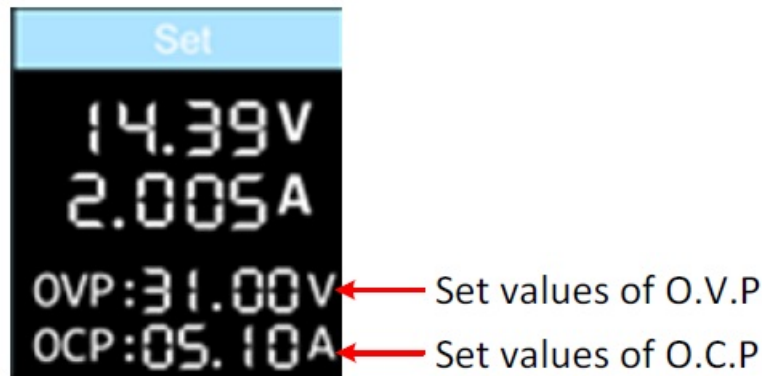 Set
14.39V
2.005A
OVP:31.00V
Set values of O.V.P
OCP:05.10A
Set values of O.C.P